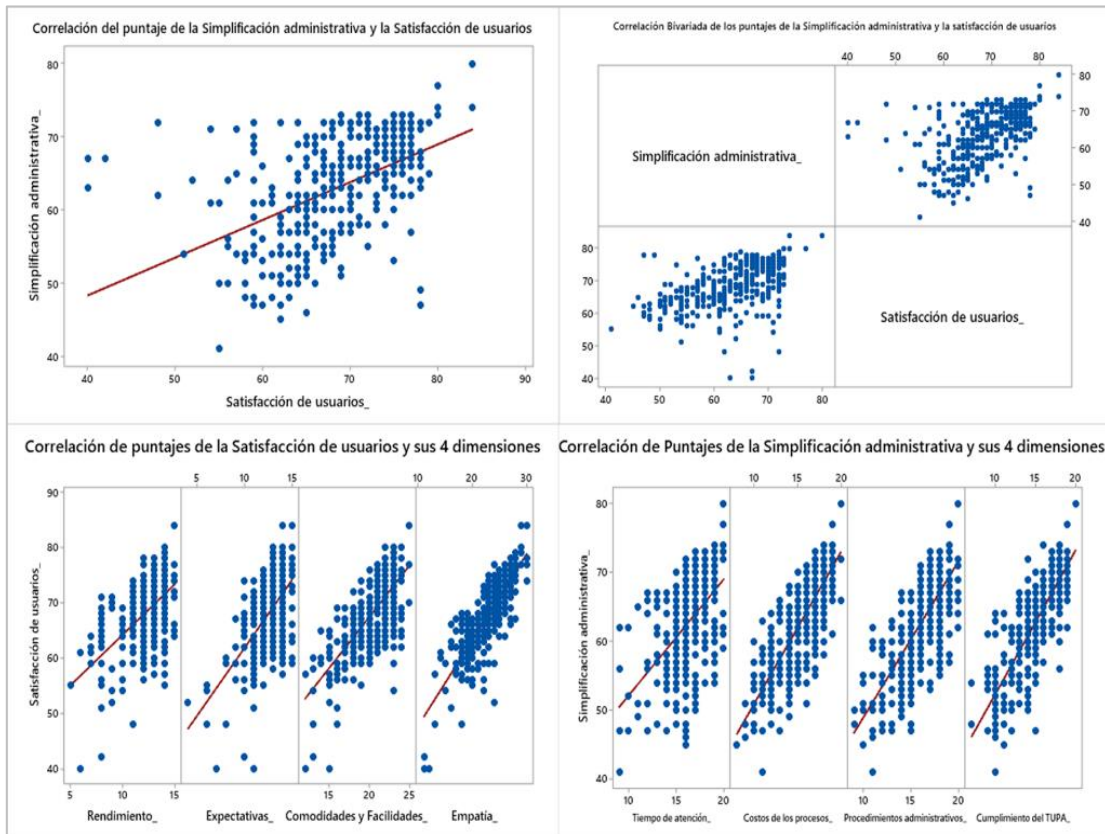 Correlación del puntaje de la Simplificación administrativa y la Satisfacción de usuarios
80
70
60
50
40
Simplificación administrativa_
40 50 60 70 80 90
Satisfacción de usuarios_
Correlación Bivariada de los puntajes de la Simplificación administrativa y la satisfacción de usuarios
40 50 60 70 80
Simplificación administrativa_
80
70
60
50
40
80
70
60
50
40
Satisfacción de usuarios_
40 50 60 70 80
Correlación de puntajes de la Satisfacción de usuarios y sus 4 dimensiones
5 10 15 10 20 30
90
80
70
60
50
40
Satisfacción de usuarios_
5 10 15 15 20 25
Rendimiento_ Expectativas_ Comodidades y Facilidades_ Empatía_
Correlación de Puntajes de la Simplificación administrativa y sus 4 dimensiones
10 15 20 10 15 20
80
70
60
50
40
Simplificación administrativa_
10 15 20 10 15 20
Tiempo de atención_ Costos de los procesos_ Procedimientos administrativos_ Cumplimiento del TUPA_